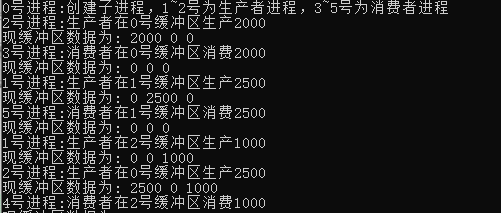 0号进程:创建子进程，1~2号为生产者进程，3~5号为消费者进程
2号进程:生产者在0号缓冲区生产2000
现缓冲区数据为: 2000 0 0
3号进程:消费者在0号缓冲区消费2000
现缓冲区数据为: 0 0 0
1号进程:生产者在1号缓冲区生产2500
现缓冲区数据为: 0 2500 0
5号进程:消费者在1号缓冲区消费2500
现缓冲区数据为: 0 0 0
1号进程:生产者在2号缓冲区生产1000
现缓冲区数据为: 0 0 1000
2号进程:生产者在0号缓冲区生产2500
现缓冲区数据为: 2500 0 1000
4号进程:消费者在2号缓冲区消费1000